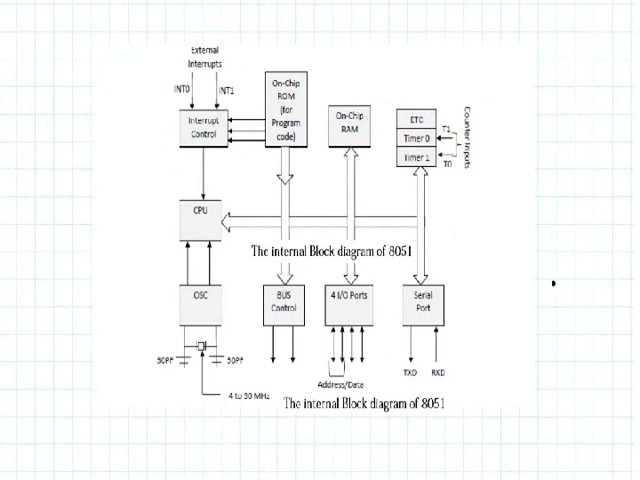 External
Interrupts
INT0
INT1
On-Chip
ROM
(for
Program
code)
Interrupt
Control
On-Chip
RAM
ETC
Timer 0
Timer 1
T1
T0
Counter Inputs
CPU
The internal Block diagram of 8051
OSC
BUS
Control
4 I/O Ports
Serial
Port
30PF
30PF
Address/Data
TXD
RXD
4 to 30 MHz
The internal Block diagram of 8051